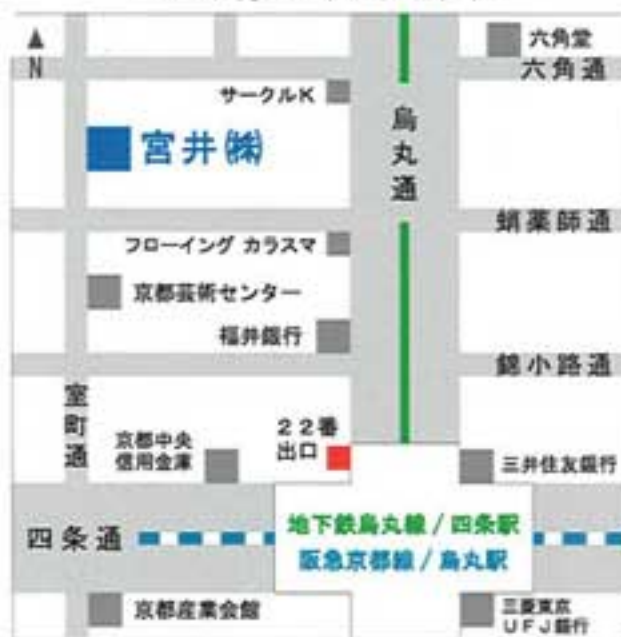 N
六角堂
六角通
サークルK
烏丸通
宮井㈱
蛸薬師通
フローイング カラスマ
京都芸術センター
福井銀行
錦小路通
室町通
京都中央
信用金庫
22番
出口
三井住友銀行
四条通
地下鉄烏丸線/四条駅
阪急京都線/烏丸駅
京都産業会館
三菱東京
UFJ銀行